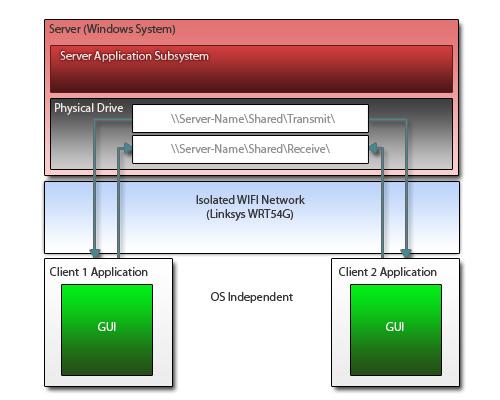 Server (Windows System)
Server Application Subsystem
Physical Drive
\\Server-Name\Shared\Transmit\
\\Server-Name\Shared\Receive\
Isolated WIFI Network
(Linksys WRT54G)
Client 1 Application
Client 2 Application
OS Independent
GUI
GUI